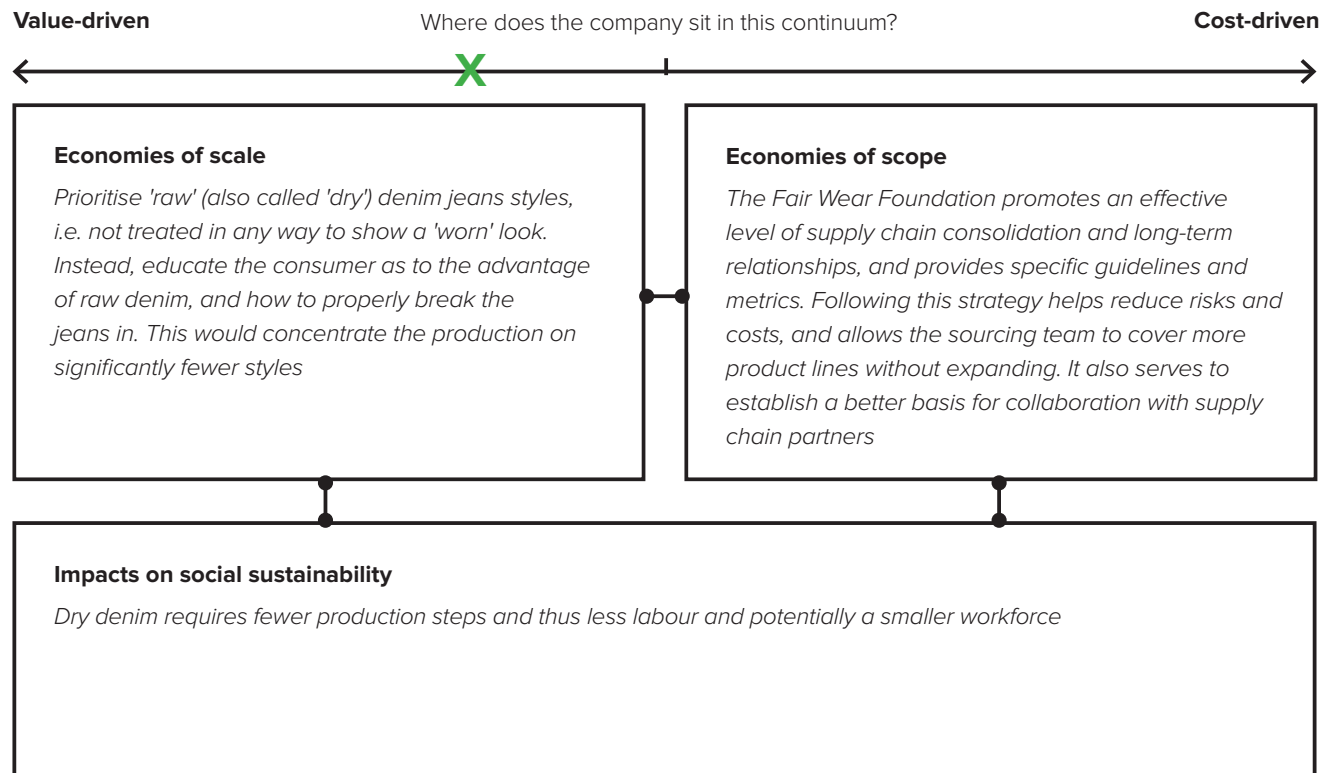 Value-driven
Where does the company sit in this continuum?
Cost-driven
X
Economies of scale
Prioritise 'raw' (also called 'dry') denim jeans styles,
i.e. not treated in any way to show a 'worn' look.
Instead, educate the consumer as to the advantage
of raw denim, and how to properly break the
jeans in. This would concentrate the production on
significantly fewer styles
Economies of scope
The Fair Wear Foundation promotes an effective
level of supply chain consolidation and long-term
relationships, and provides specific guidelines and
metrics. Following this strategy helps reduce risks and
costs, and allows the sourcing team to cover more
product lines without expanding. It also serves to
establish a better basis for collaboration with supply
chain partners
Impacts on social sustainability
Dry denim requires fewer production steps and thus less labour and potentially a smaller workforce